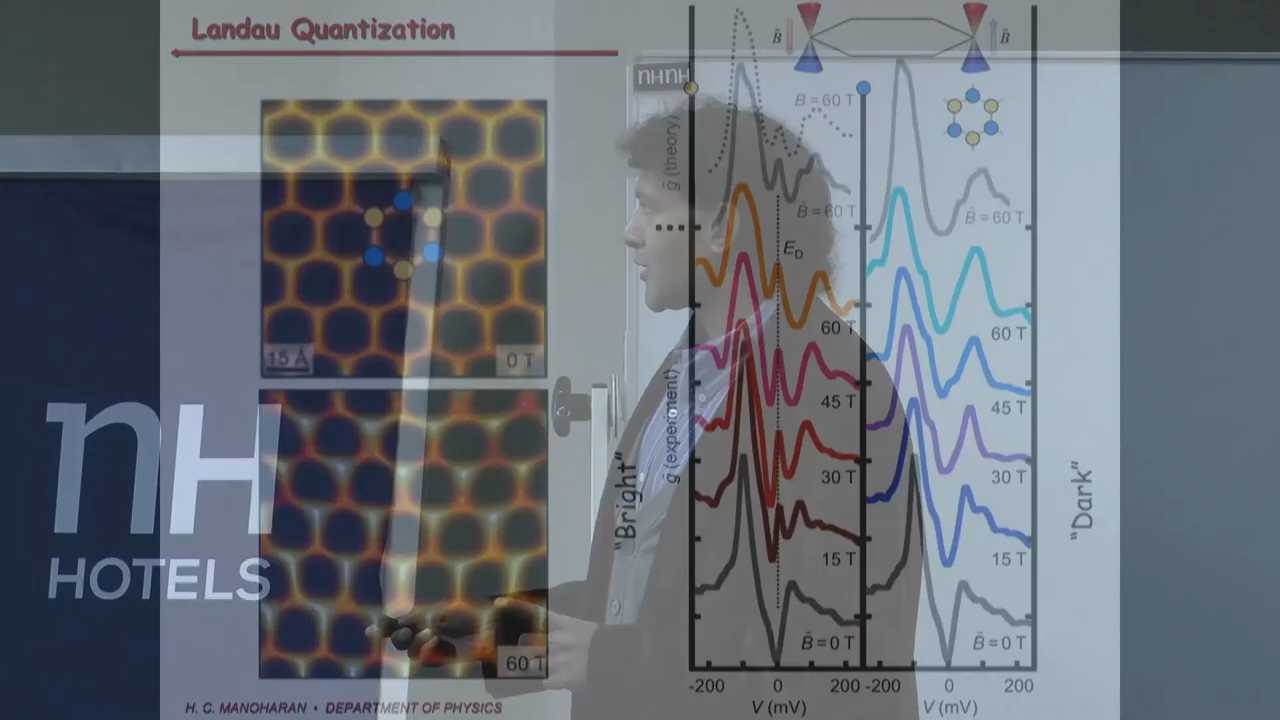 Landau Quantization
nHnH
15 Å
0 T
60 T
nH
HOTELS
H. C. MANOHARAN • DEPARTMENT OF PHYSICS
"Bright"
g̃ (experiment)
g̃ (theory)
B̃
B̃
B = 60 T
B̃ = 60 T
E_D
60 T
45 T
30 T
15 T
B̃ = 0 T
-200
0
200
V (mV)
B̃ = 60 T
60 T
45 T
30 T
15 T
B̃ = 0 T
-200
0
200
V (mV)
"Dark"